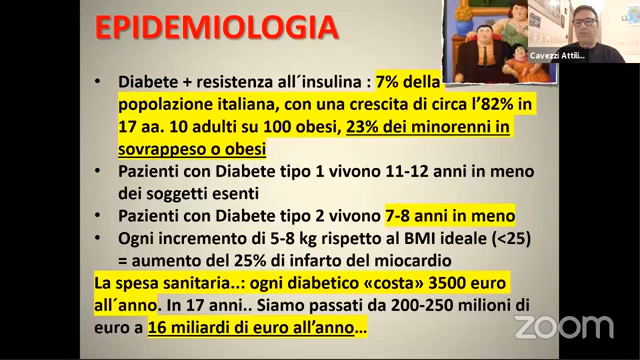 EPIDEMIOLOGIA
Cavezzi Attili...
• Diabete + resistenza all´insulina : 7% della
popolazione italiana, con una crescita di circa l’82% in
17 aa. 10 adulti su 100 obesi, 23% dei minorenni in
sovrappeso o obesi
• Pazienti con Diabete tipo 1 vivono 11-12 anni in meno
dei soggetti esenti
• Pazienti con Diabete tipo 2 vivono 7-8 anni in meno
• Ogni incremento di 5-8 kg rispetto al BMI ideale (<25)
= aumento del 25% di infarto del miocardio
La spesa sanitaria..: ogni diabetico «costa» 3500 euro
all´anno. In 17 anni.. Siamo passati da 200-250 milioni di
euro a 16 miliardi di euro all’anno…
zoom